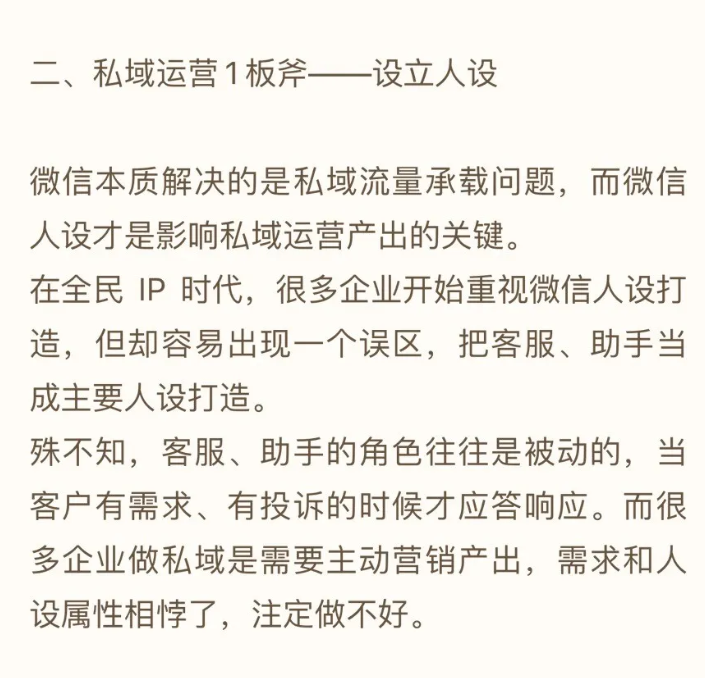 二、私域运营1板斧——设立人设
微信本质解决的是私域流量承载问题，而微信
人设才是影响私域运营产出的关键。
在全民 IP 时代，很多企业开始重视微信人设打
造，但却容易出现一个误区，把客服、助手当
成主要人设打造。
殊不知，客服、助手的角色往往是被动的，当
客户有需求、有投诉的时候才应答响应。而很
多企业做私域是需要主动营销产出，需求和人
设属性相悖了，注定做不好。